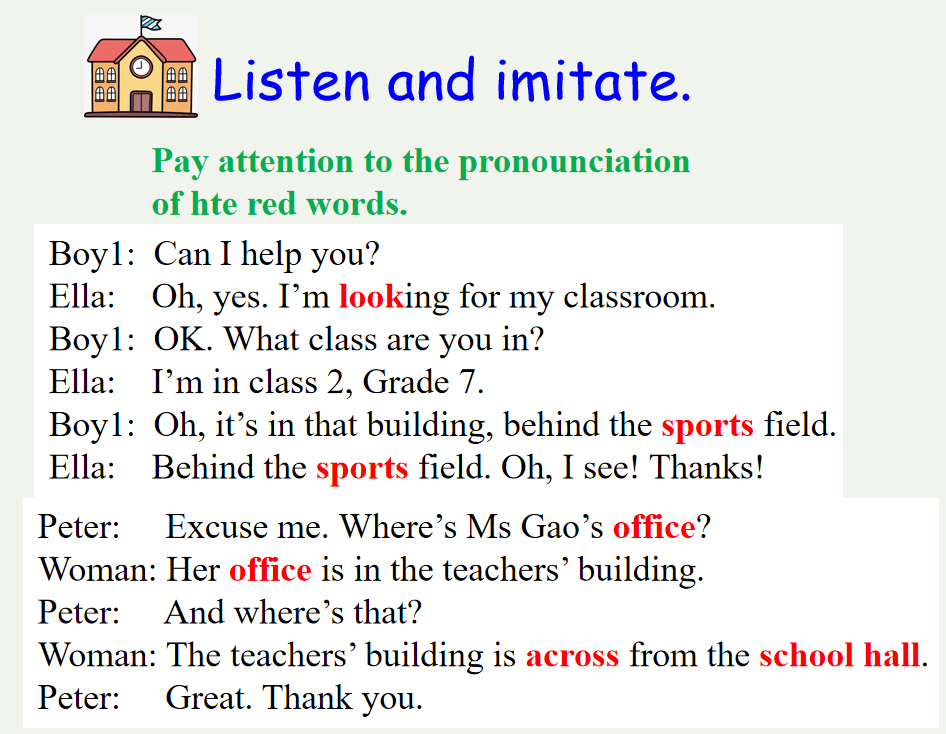 Listen and imitate.
Pay attention to the pronounciation
of hte red words.
Boy1: Can I help you?
Ella: Oh, yes. I’m looking for my classroom.
Boy1: OK. What class are you in?
Ella: I’m in class 2, Grade 7.
Boy1: Oh, it’s in that building, behind the sports field.
Ella: Behind the sports field. Oh, I see! Thanks!
Peter: Excuse me. Where’s Ms Gao’s office?
Woman: Her office is in the teachers’ building.
Peter: And where’s that?
Woman: The teachers’ building is across from the school hall.
Peter: Great. Thank you.